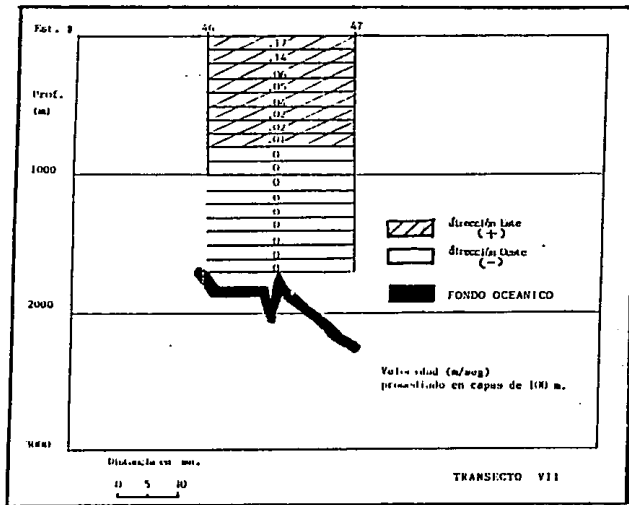 Est. #
46 47
Prof.
(m)
.17
.14
.06
.05
.04
.02
.02
.01
0
0
1000
0
0
0
0
0
0
0
dirección Este
(+)
dirección Oeste
(-)
FONDO OCEANICO
2000
Velocidad (m/seg)
promediado en capas de 100 m.
3000
Distancia en mn.
0 5 10
TRANSECTO VII